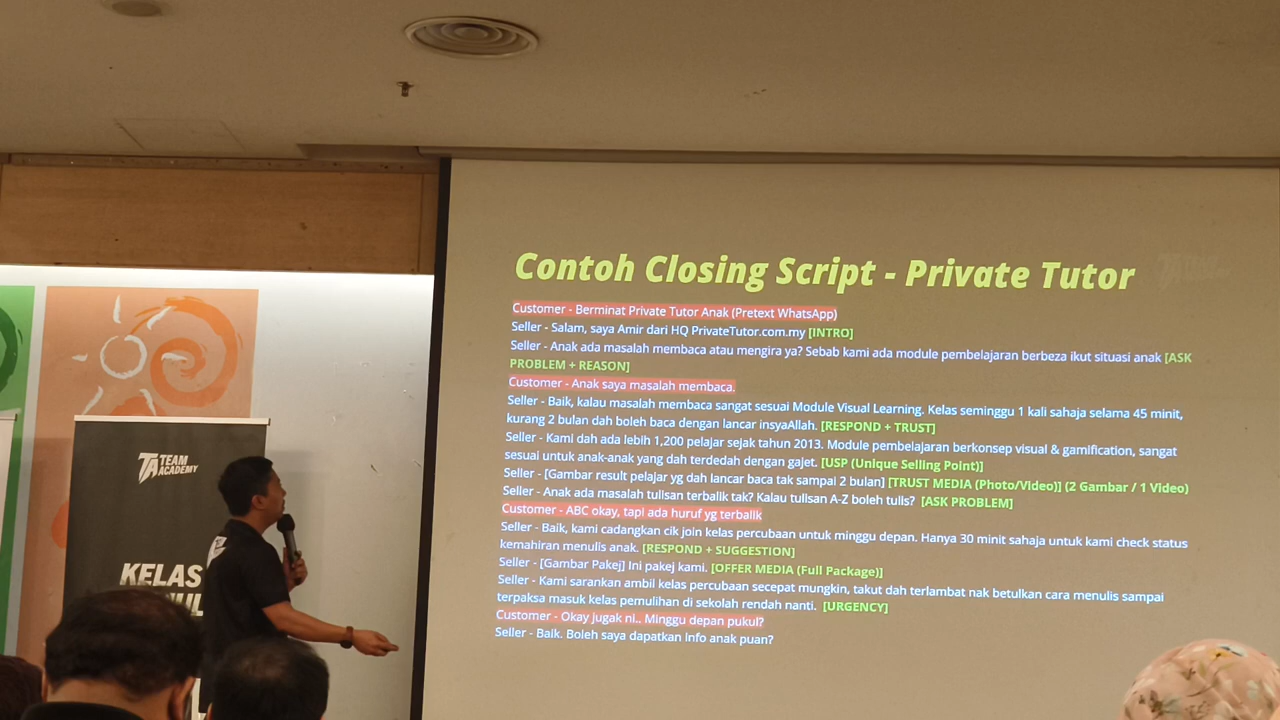 Contoh Closing Script - Private Tutor
Customer - Berminat Private Tutor Anak (Pretext WhatsApp)
Seller - Salam, saya Amir dari HQ PrivateTutor.com.my [INTRO]
Seller - Anak ada masalah membaca atau mengira ya? Sebab kami ada module pembelajaran berbeza ikut situasi anak [ASK
PROBLEM + REASON]
Customer - Anak saya masalah membaca.
Seller - Baik, kalau masalah membaca sangat sesuai Module Visual Learning. Kelas seminggu 1 kali sahaja selama 45 minit,
kurang 2 bulan dah boleh baca dengan lancar insyaAllah. [RESPOND + TRUST]
Seller - Kami dah ada lebih 1,200 pelajar sejak tahun 2013. Module pembelajaran berkonsep visual & gamification, sangat
sesuai untuk anak-anak yang dah terdedah dengan gajet. [USP (Unique Selling Point)]
Seller - [Gambar result pelajar yg dah lancar baca tak sampai 2 bulan] [TRUST MEDIA (Photo/Video)] (2 Gambar / 1 Video)
Seller - Anak ada masalah tulisan terbalik tak? Kalau tulisan A-Z boleh tulis? [ASK PROBLEM]
Customer - ABC okay, tapi ada huruf yg terbalik
Seller - Baik, kami cadangkan cik join kelas percubaan untuk minggu depan. Hanya 30 minit sahaja untuk kami check status
kemahiran menulis anak. [RESPOND + SUGGESTION]
Seller - [Gambar Pakej] Ini pakej kami. [OFFER MEDIA (Full Package)]
Seller - Kami sarankan ambil kelas percubaan secepat mungkin, takut dah terlambat nak betulkan cara menulis sampai
terpaksa masuk kelas pemulihan di sekolah rendah nanti. [URGENCY]
Customer - Okay jugak ni.. Minggu depan pukul?
Seller - Baik. Boleh saya dapatkan Info anak puan?
TA TEAM
ACADEMY
KELAS